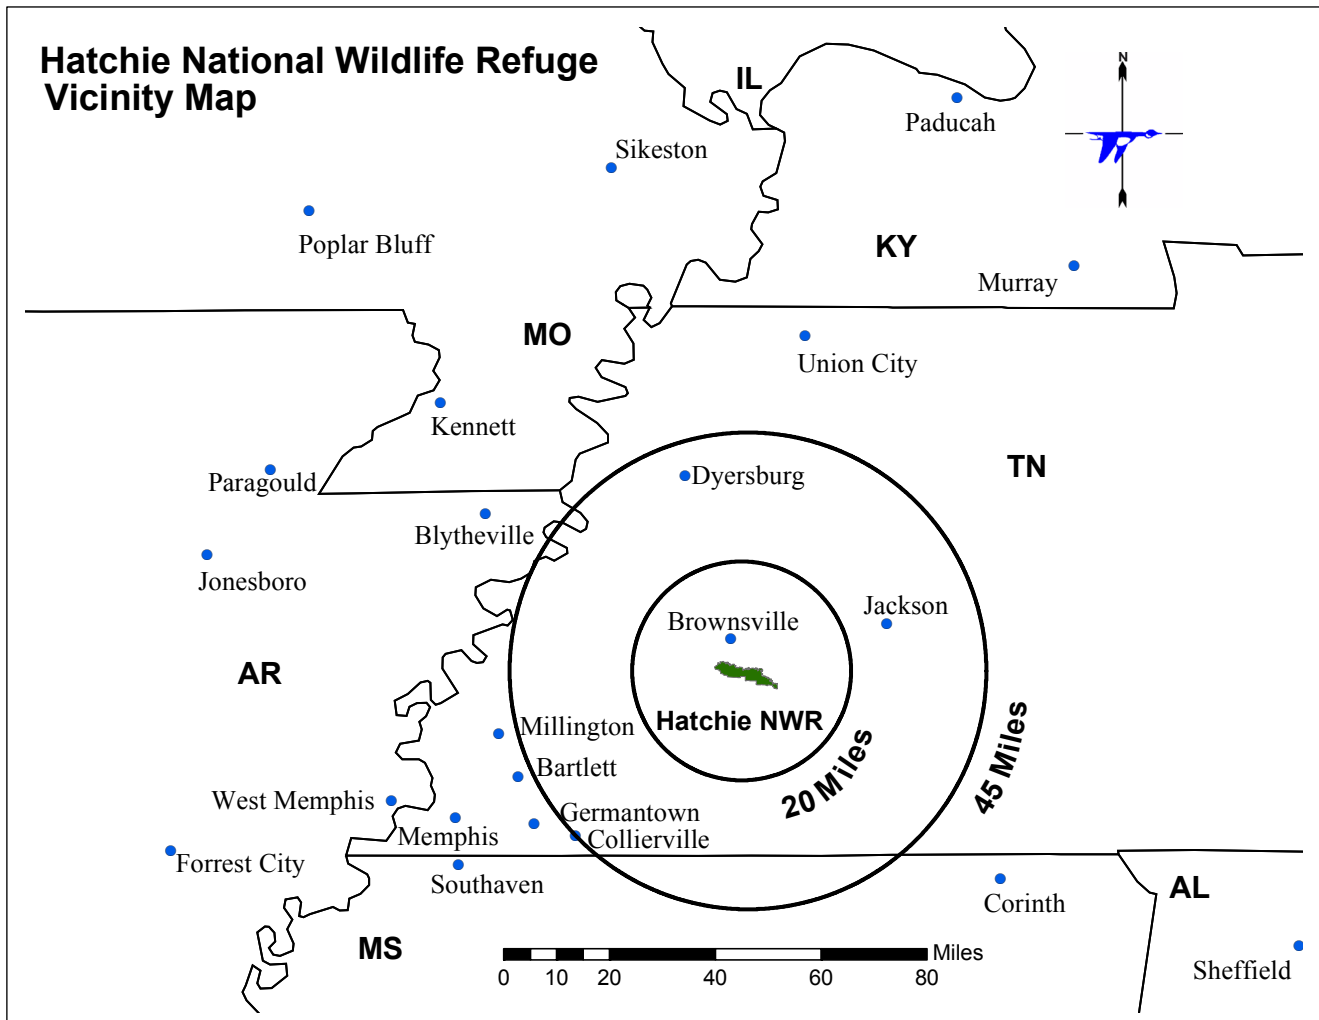 Hatchie National Wildlife Refuge
Vicinity Map
IL
N
Paducah
Sikeston
Poplar Bluff
KY
Murray
MO
Union City
Kennett
TN
Paragould
Dyersburg
Blytheville
Jonesboro
Jackson
Brownsville
AR
Hatchie NWR
Millington
20 Miles
45 Miles
Bartlett
West Memphis
Germantown
Memphis
Collierville
Forrest City
Southaven
Corinth
AL
MS
Miles
0 10 20 40 60 80
Sheffield